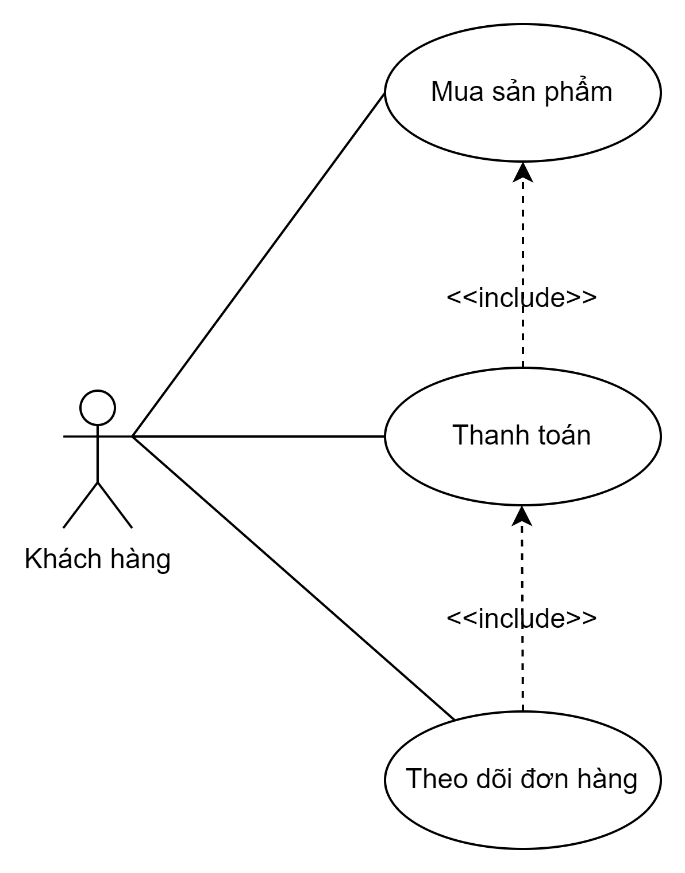 Mua sản phẩm
<<include>>
Thanh toán
Khách hàng
<<include>>
Theo dõi đơn hàng